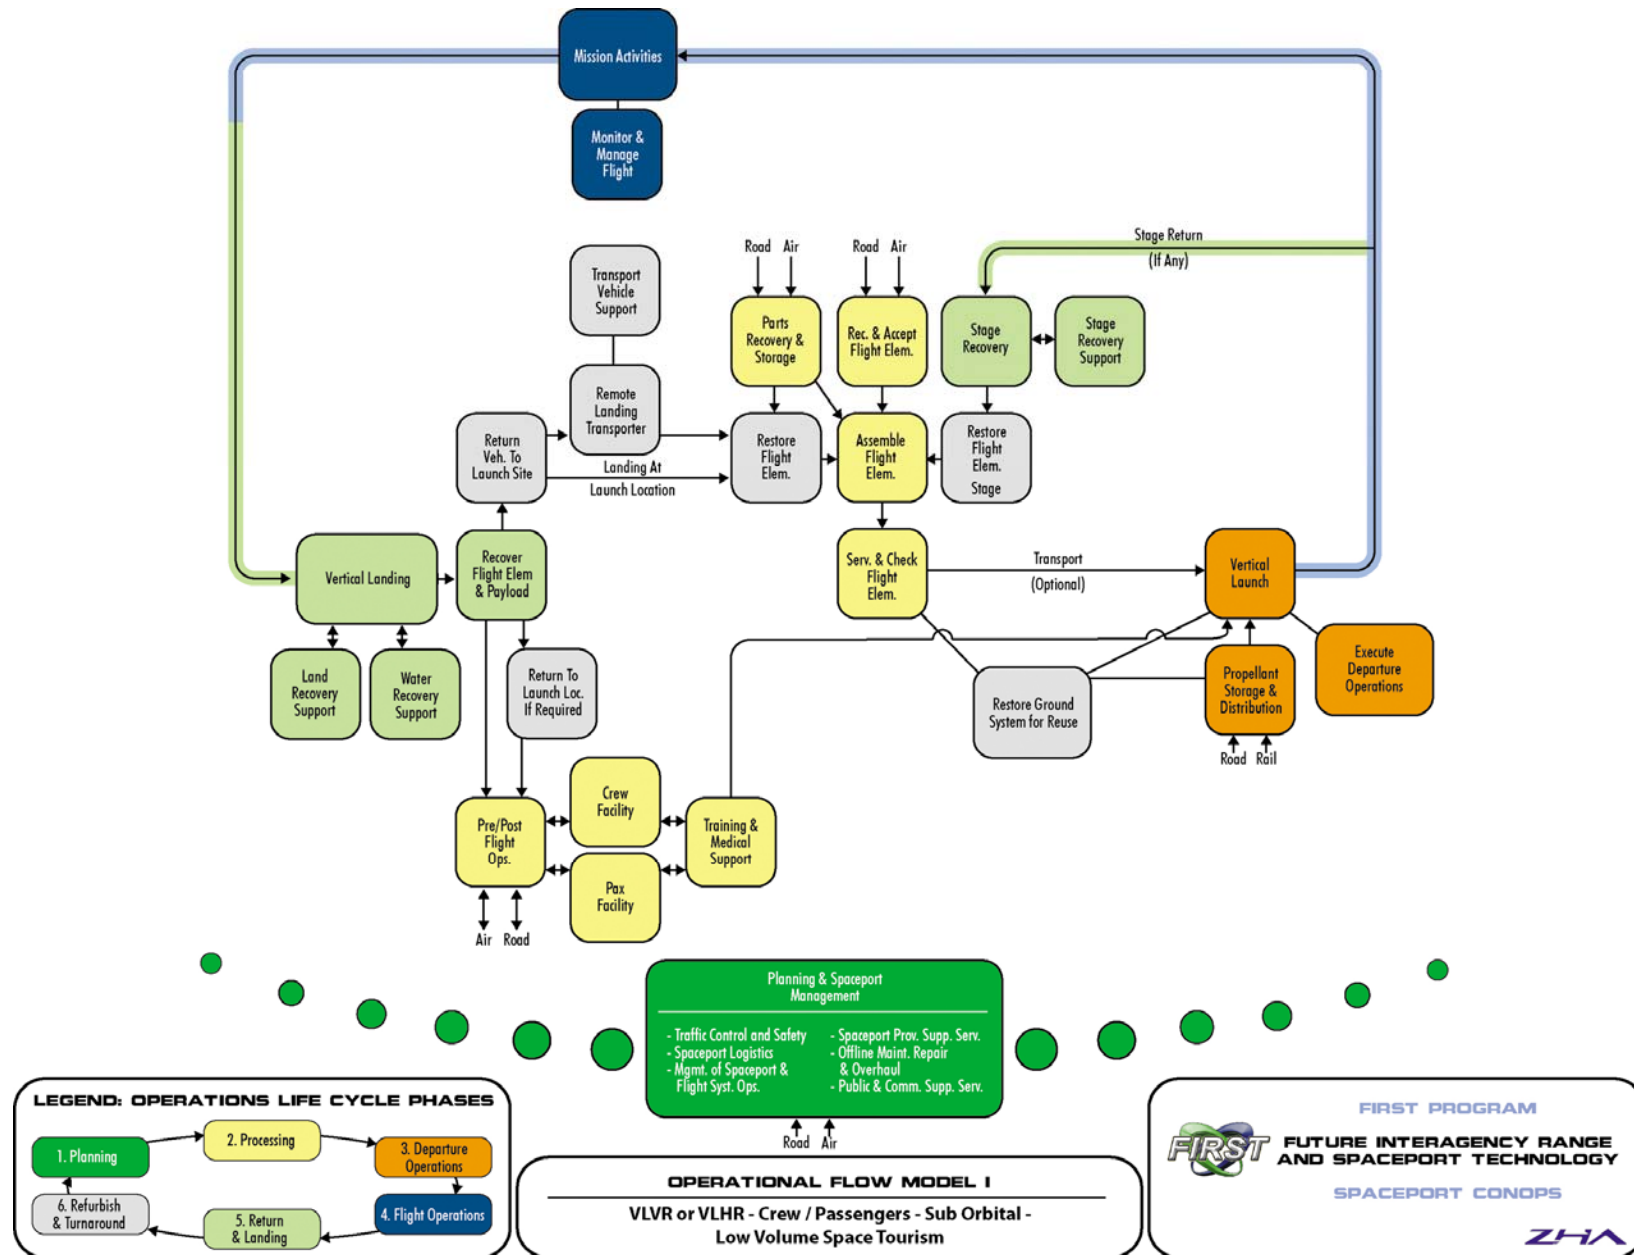 Mission Activities
Monitor &
Manage
Flight
Stage Return
(If Any)
Road Air
Road Air
Transport
Vehicle
Support
Parts
Recovery &
Storage
Rec. & Accept
Flight Elem.
Stage
Recovery
Stage
Recovery
Support
Remote
Landing
Transporter
Return
Veh. To
Launch Site
Landing At
Launch Location
Restore
Flight
Elem.
Assemble
Flight
Elem.
Restore
Flight
Elem.
Stage
Vertical Landing
Recover
Flight Elem
& Payload
Serv. & Check
Flight
Elem.
Transport
(Optional)
Vertical
Launch
Land
Recovery
Support
Water
Recovery
Support
Return To
Launch Loc.
If Required
Restore Ground
System for Reuse
Propellant
Storage &
Distribution
Execute
Departure
Operations
Road Rail
Pre/Post
Flight
Ops.
Crew
Facility
Training &
Medical
Support
Pax
Facility
Air Road
Planning & Spaceport
Management
- Traffic Control and Safety
- Spaceport Logistics
- Mgmt. of Spaceport &
Flight Syst. Ops.
- Spaceport Prov. Supp. Serv.
- Offline Maint. Repair
& Overhaul
- Public & Comm. Supp. Serv.
Road Air
LEGEND: OPERATIONS LIFE CYCLE PHASES
1. Planning
2. Processing
3. Departure
Operations
4. Flight Operations
5. Return
& Landing
6. Refurbish
& Turnaround
OPERATIONAL FLOW MODEL I
VLVR or VLHR - Crew / Passengers - Sub Orbital -
Low Volume Space Tourism
FIRST PROGRAM
FIRST
FUTURE INTERAGENCY RANGE
AND SPACEPORT TECHNOLOGY
SPACEPORT CONOPS
ZHA